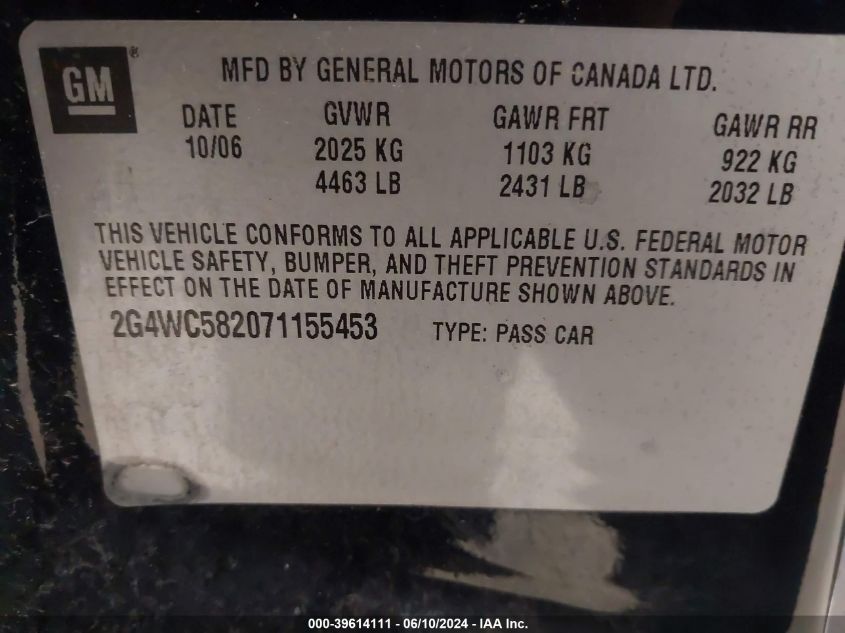 GM ®
MFD BY GENERAL MOTORS OF CANADA LTD.
DATE GVWR GAWR FRT GAWR RR
10/06 2025 KG 1103 KG 922 KG
4463 LB 2431 LB 2032 LB
THIS VEHICLE CONFORMS TO ALL APPLICABLE U.S. FEDERAL MOTOR
VEHICLE SAFETY, BUMPER, AND THEFT PREVENTION STANDARDS IN
EFFECT ON THE DATE OF MANUFACTURE SHOWN ABOVE.
2G4WC582071155453 TYPE: PASS CAR
000-39614111 - 06/10/2024 - IAA Inc.